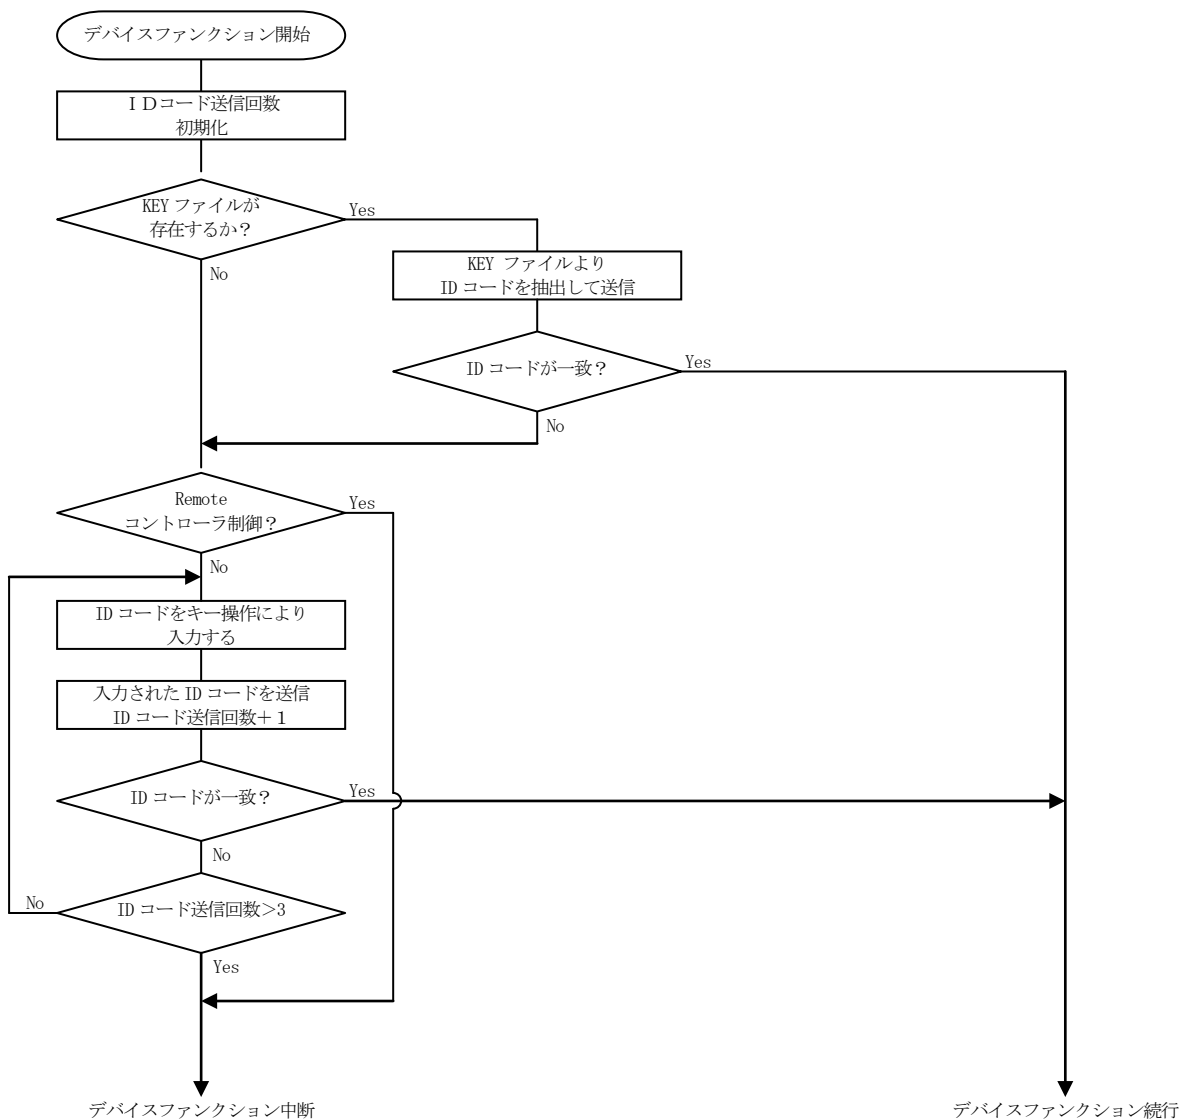 デバイスファンクション開始
ＩＤコード送信回数
初期化
KEY ファイルが
存在するか？
Yes
No
KEY ファイルより
ID コードを抽出して送信
ID コードが一致？
Yes
No
Remote
コントローラ制御？
Yes
No
ID コードをキー操作により
入力する
入力された ID コードを送信
ID コード送信回数＋１
ID コードが一致？
Yes
No
ID コード送信回数>3
No
Yes
デバイスファンクション中断
デバイスファンクション続行